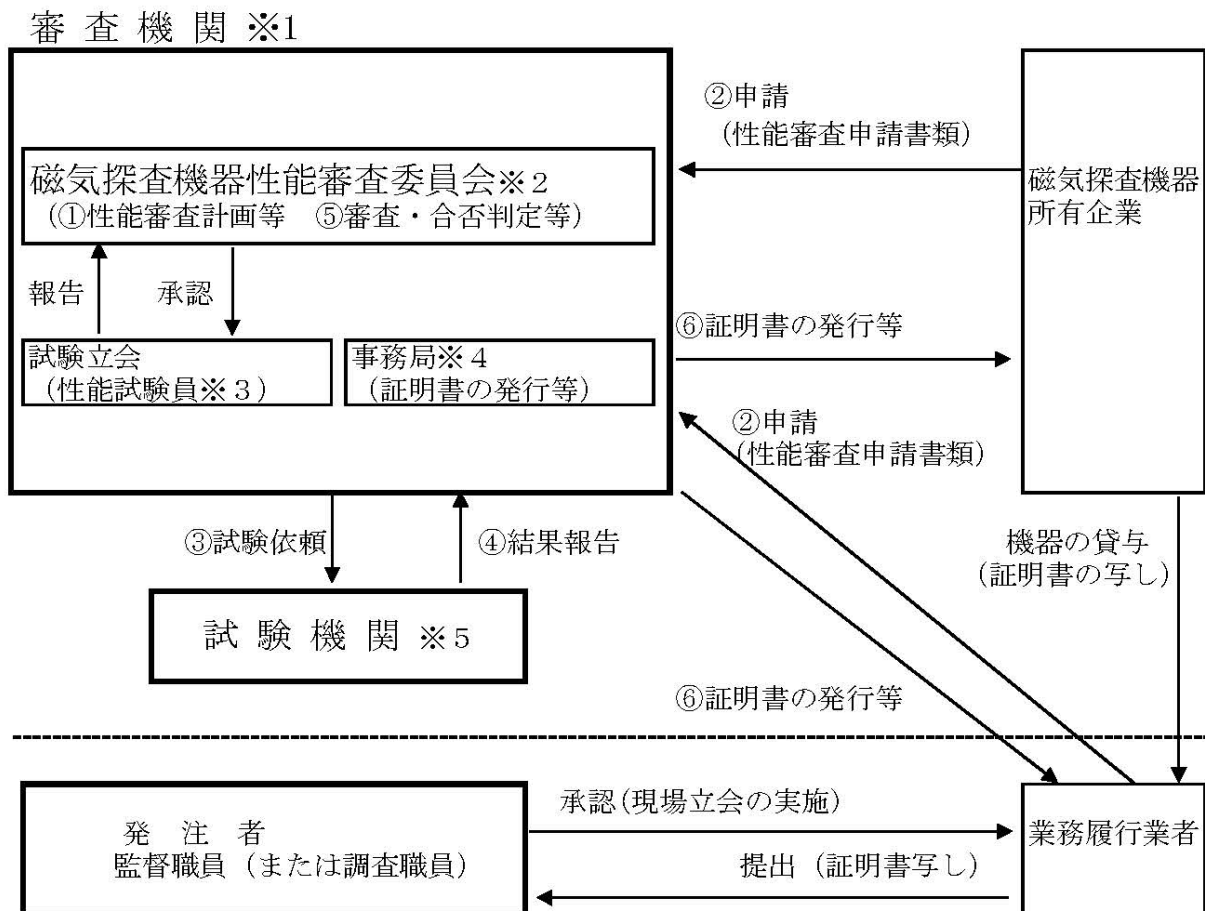 審 査 機 関 ※1
②申請
(性能審査申請書類)
磁気探査機器
所有企業
磁気探査機器性能審査委員会※2
(①性能審査計画等 ⑤審査・合否判定等)
報告
承認
⑥証明書の発行等
試験立会
(性能試験員※3)
事務局※4
(証明書の発行等)
②申請
(性能審査申請書類)
③試験依頼
④結果報告
機器の貸与
(証明書の写し)
試 験 機 関 ※5
⑥証明書の発行等
発 注 者
監督職員(または調査職員)
承認(現場立会の実施)
業務履行業者
提出(証明書写し)